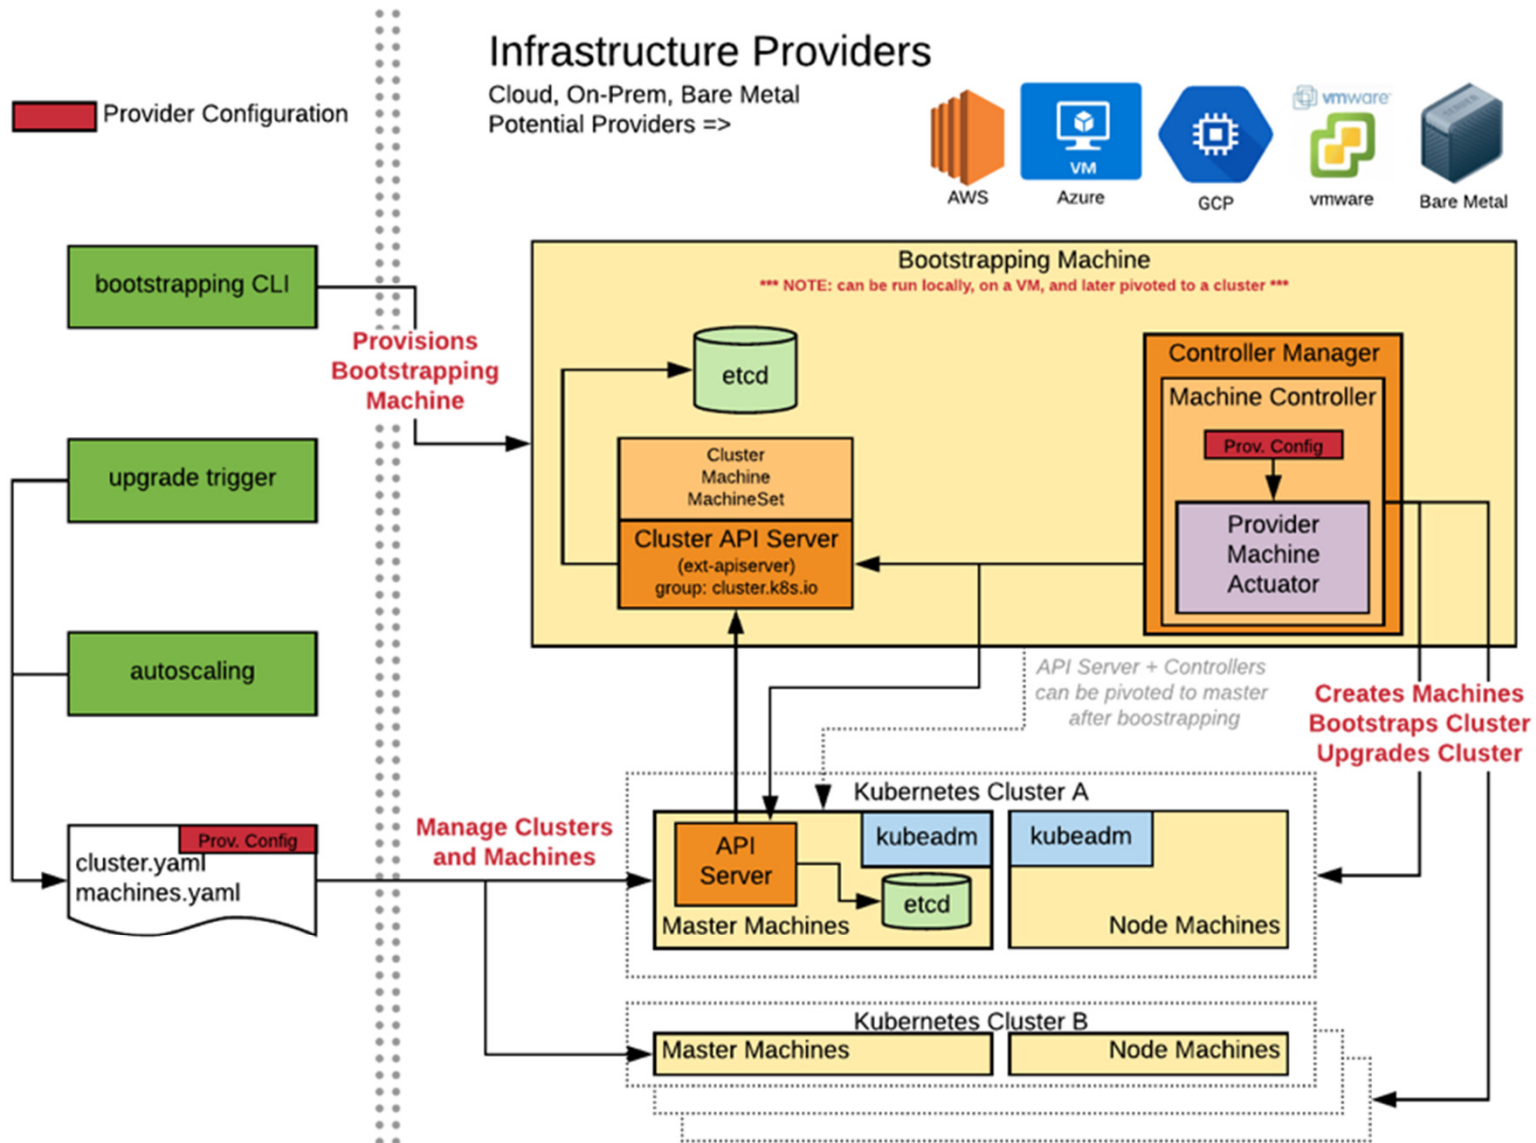 Infrastructure Providers
Cloud, On-Prem, Bare Metal
Potential Providers =>
Provider Configuration
vmware
VM
AWS
Azure
GCP
vmware
Bare Metal
bootstrapping CLI
Provisions
Bootstrapping
Machine
upgrade trigger
autoscaling
Prov. Config
cluster.yaml
machines.yaml
Bootstrapping Machine
*** NOTE: can be run locally, on a VM, and later pivoted to a cluster ***
etcd
Cluster
Machine
MachineSet
Cluster API Server
(ext-apiserver)
group: cluster.k8s.io
Controller Manager
Machine Controller
Prov. Config
Provider
Machine
Actuator
API Server + Controllers
can be pivoted to master
after boostrapping
Creates Machines
Bootstraps Cluster
Upgrades Cluster
Manage Clusters
and Machines
Kubernetes Cluster A
API
Server
kubeadm
etcd
Master Machines
kubeadm
Node Machines
Kubernetes Cluster B
Master Machines
Node Machines